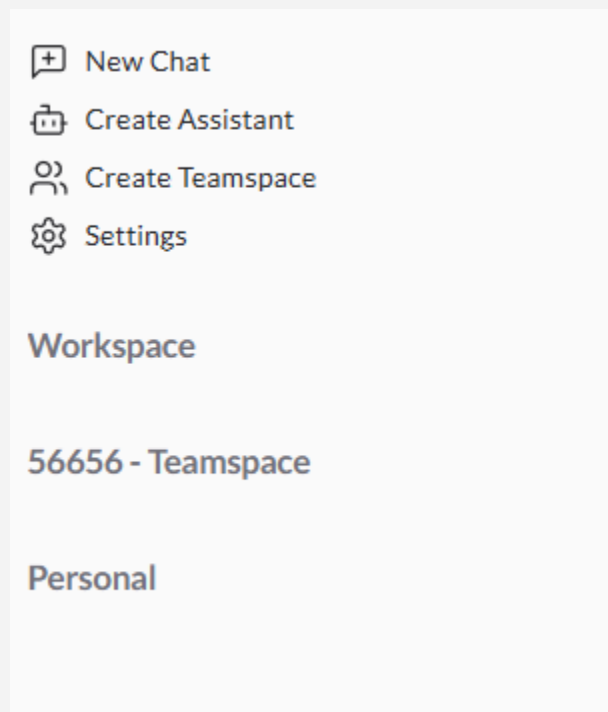 New Chat
Create Assistant
Create Teamspace
Settings
Workspace
56656 - Teamspace
Personal